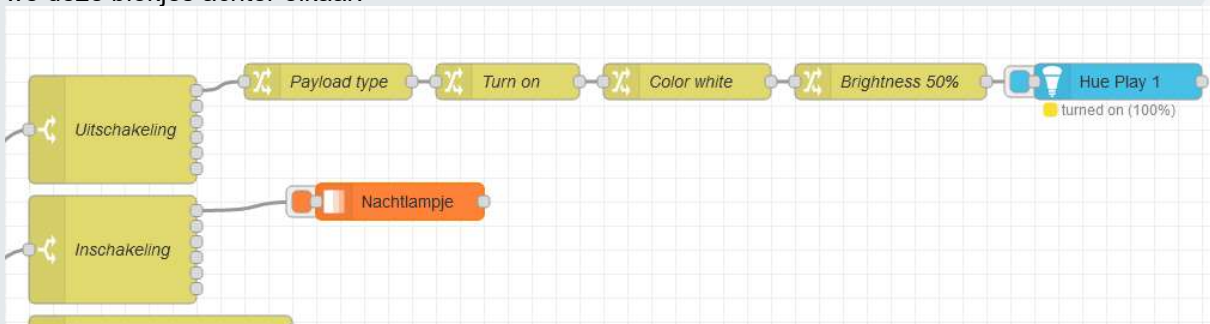 Payload type
Turn on
Color white
Brightness 50%
Hue Play 1
turned on (100%)
Uitschakeling
Nachtlampje
Inschakeling